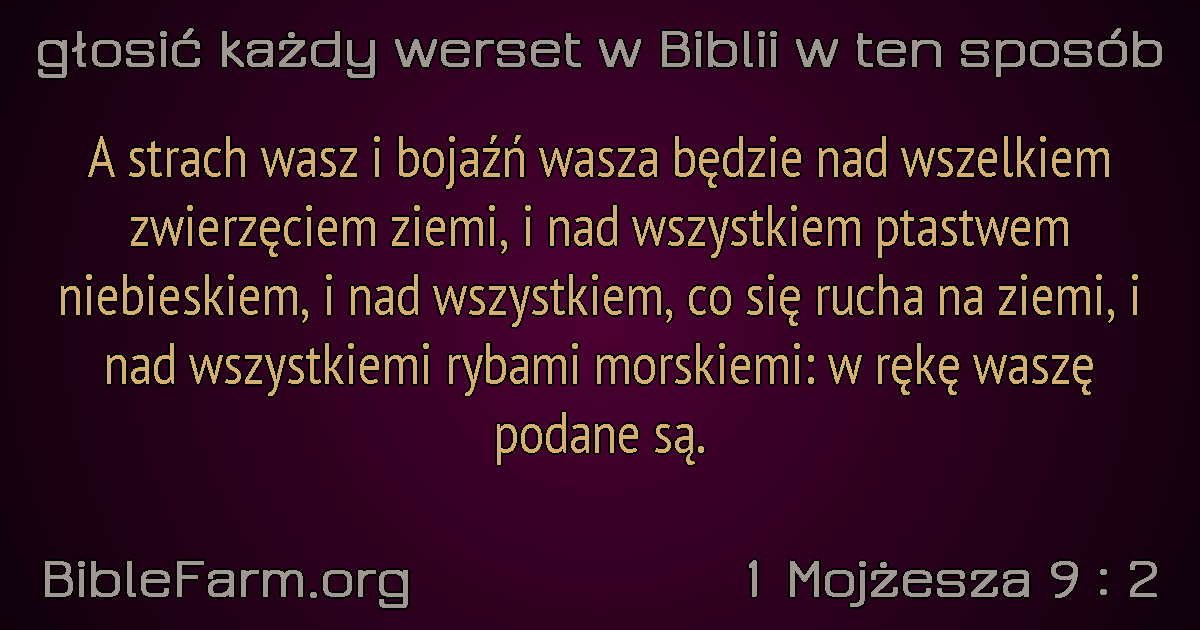 głosić każdy werset w Biblii w ten sposób
A strach wasz i bojaźń wasza będzie nad wszelkiem
zwierzęciem ziemi, i nad wszystkiem ptastwem
niebieskiem, i nad wszystkiem, co się rucha na ziemi, i
nad wszystkiemi rybami morskiemi: w rękę waszę
podane są.
BibleFarm.org
1 Mojżesza 9 : 2